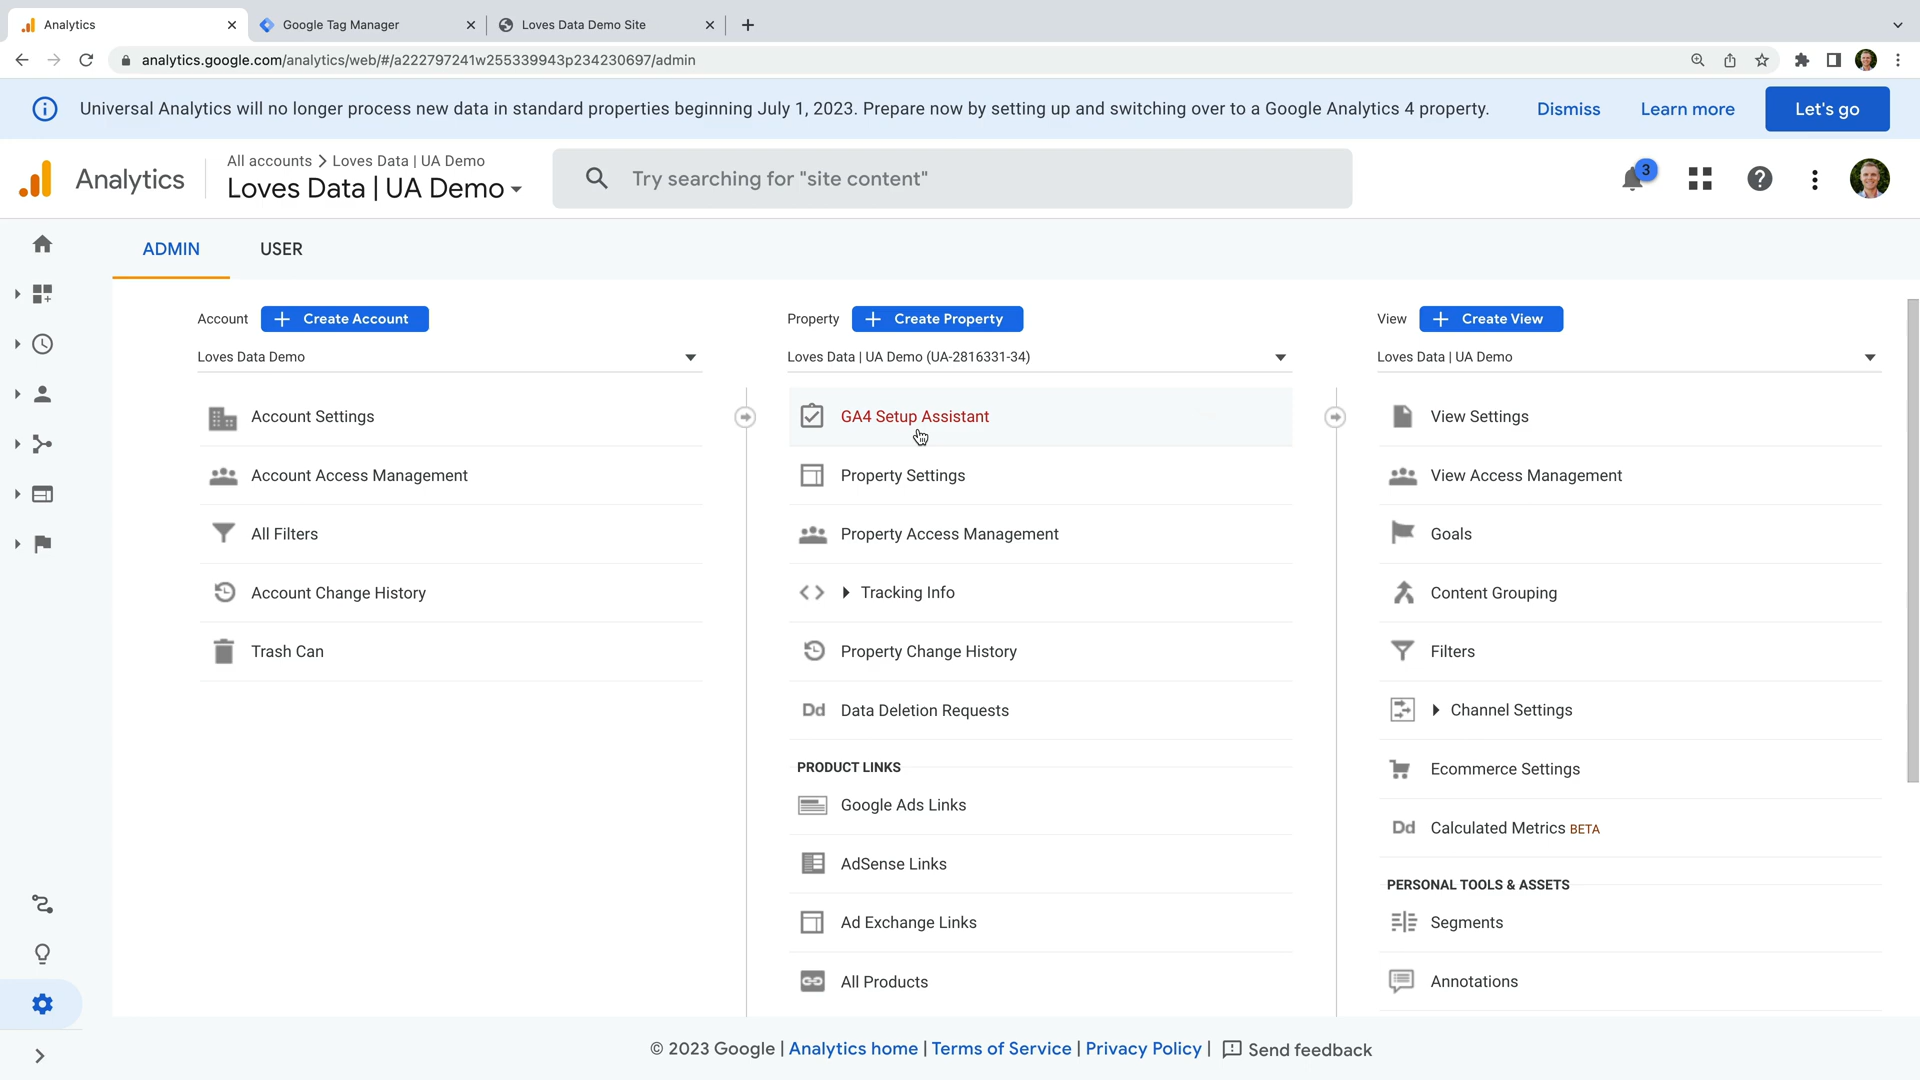 Analytics
Google Tag Manager
Loves Data Demo Site
analytics.google.com/analytics/web/#/a222797241w255339943p234230697/admin
Universal Analytics will no longer process new data in standard properties beginning July 1, 2023. Prepare now by setting up and switching over to a Google Analytics 4 property.
Dismiss
Learn more
Let's go
Analytics
All accounts > Loves Data | UA Demo
Loves Data | UA Demo
Try searching for "site content"
3
ADMIN
USER
Account
+ Create Account
Loves Data Demo
Account Settings
Account Access Management
All Filters
Account Change History
Trash Can
Property
+ Create Property
Loves Data | UA Demo (UA-2816331-34)
GA4 Setup Assistant
Property Settings
Property Access Management
Tracking Info
Property Change History
Dd Data Deletion Requests
PRODUCT LINKS
Google Ads Links
AdSense Links
Ad Exchange Links
All Products
View
+ Create View
Loves Data | UA Demo
View Settings
View Access Management
Goals
Content Grouping
Filters
Channel Settings
Ecommerce Settings
Dd Calculated Metrics BETA
PERSONAL TOOLS & ASSETS
Segments
Annotations
© 2023 Google | Analytics home | Terms of Service | Privacy Policy | Send feedback